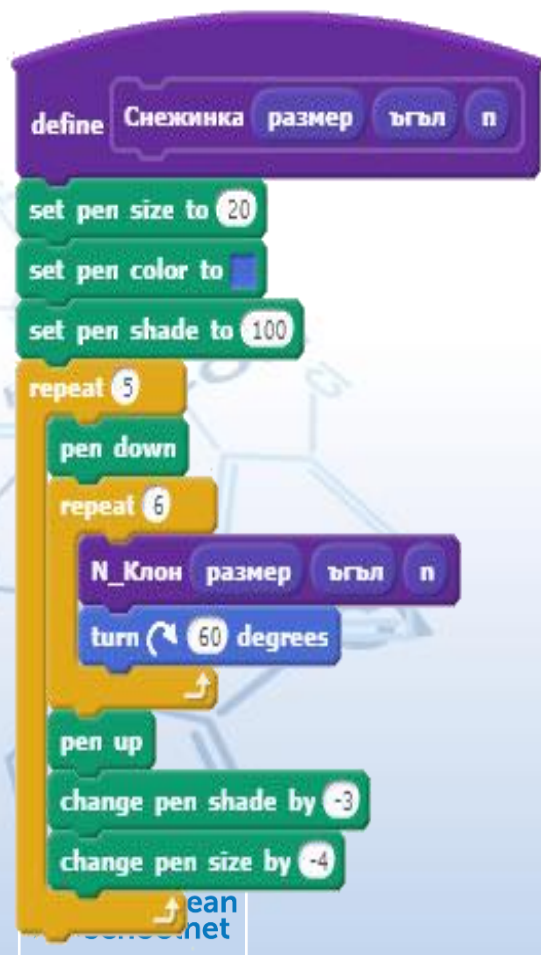 define Снежинка размер ъгъл n
set pen size to 20
set pen color to
set pen shade to 100
repeat 5
pen down
repeat 6
N_Клон размер ъгъл n
turn 60 degrees
pen up
change pen shade by -3
change pen size by -4
ean
net